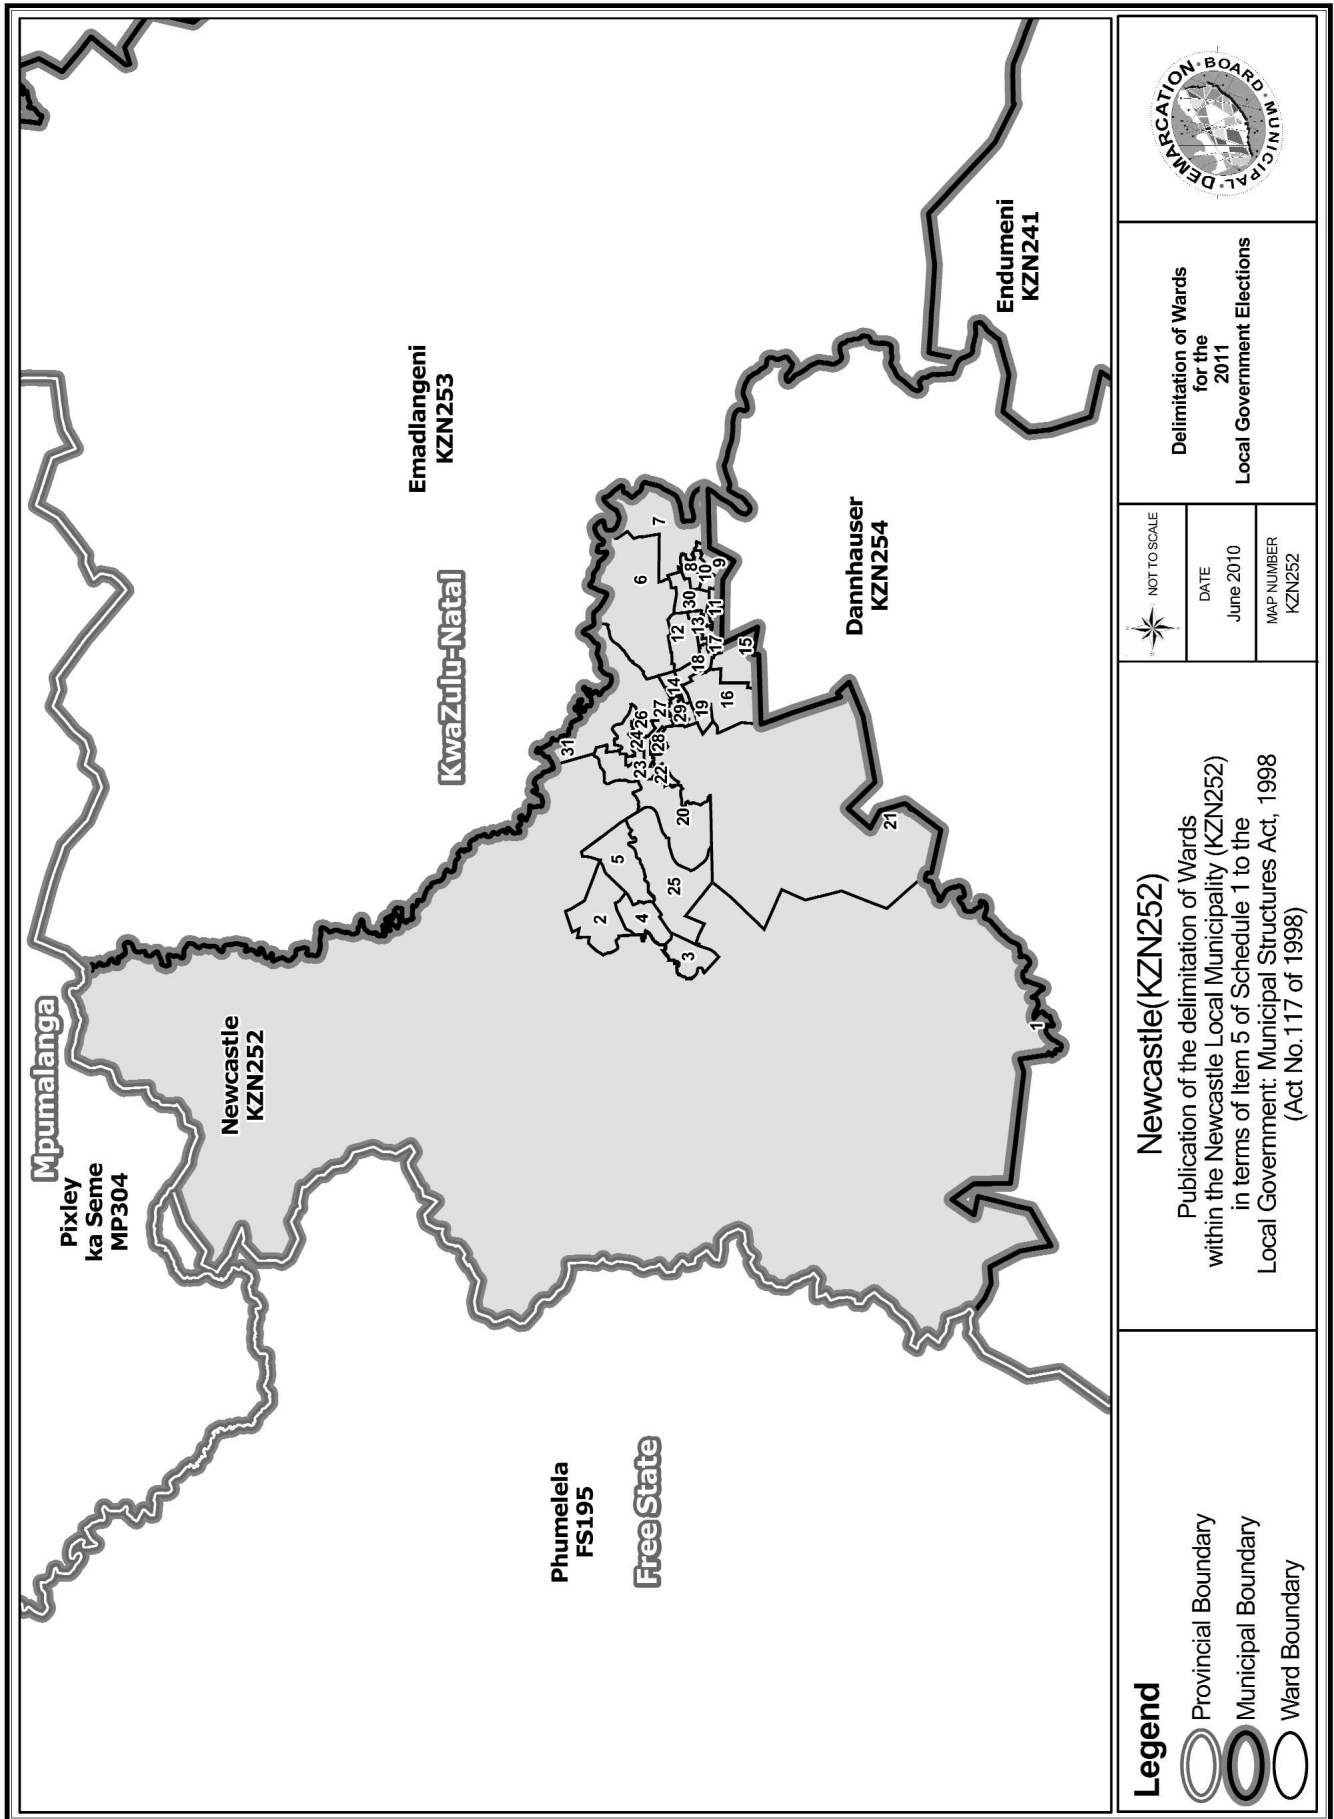 Mpumalanga
Pixley
ka Seme
MP304
Newcastle
KZN252
KwaZulu-Natal
Emadlangeni
KZN253
Phumelela
FS195
Free State
Dannhauser
KZN254
Endumeni
KZN241
1
2
3
4
5
6
7
8
9
10
11
12
13
14
15
16
17
18
19
20
21
22
23
24
25
26
27
28
29
30
31
Legend
Provincial Boundary
Municipal Boundary
Ward Boundary
Newcastle(KZN252)
Publication of the delimitation of Wards
within the Newcastle Local Municipality (KZN252)
in terms of Item 5 of Schedule 1 to the
Local Government: Municipal Structures Act, 1998
(Act No.117 of 1998)
NOT TO SCALE
DATE
June 2010
MAP NUMBER
KZN252
Delimitation of Wards
for the
2011
Local Government Elections
MUNICIPAL • DEMARCATION • BOARD •